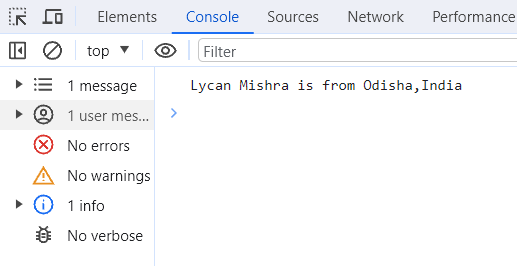 Elements Console Sources Network Performance
top Filter
1 message
Lycan Mishra is from Odisha,India
1 user mes...
No errors
No warnings
1 info
No verbose